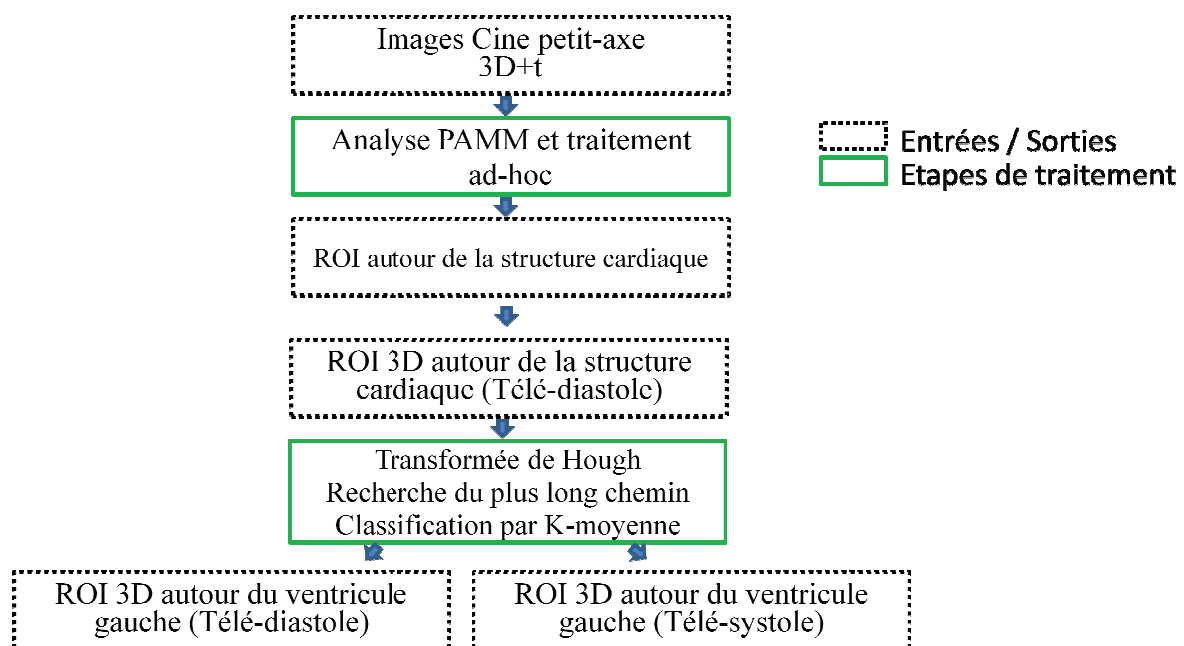 Images Cine petit-axe
3D+t
Analyse PAMM et traitement
ad-hoc
Entrées / Sorties
Etapes de traitement
ROI autour de la structure cardiaque
ROI 3D autour de la structure
cardiaque (Télé-diastole)
Transformée de Hough
Recherche du plus long chemin
Classification par K-moyenne
ROI 3D autour du ventricule
gauche (Télé-diastole)
ROI 3D autour du ventricule
gauche (Télé-systole)